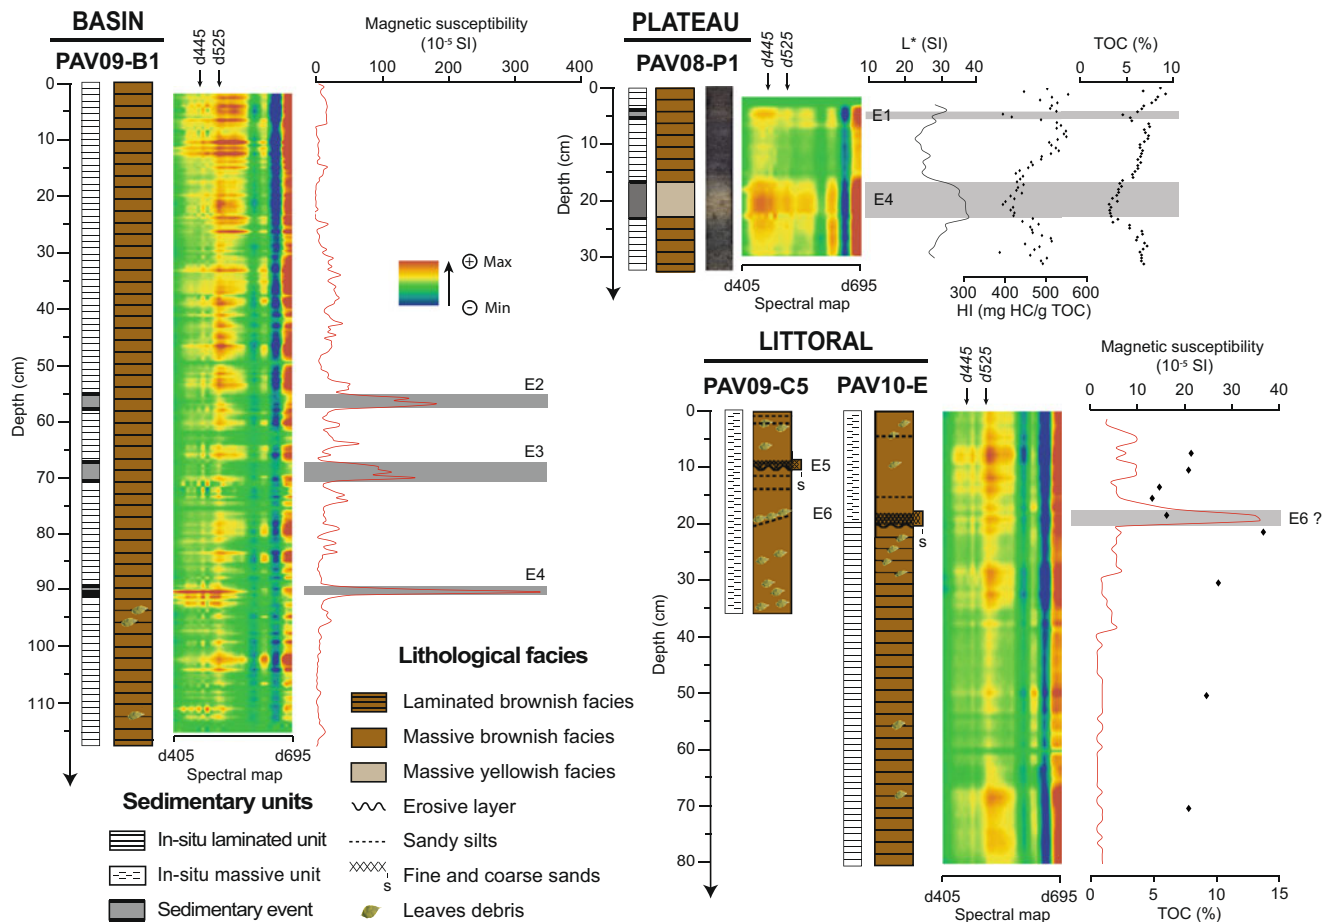 BASIN
PAV09-B1
d445
d525
Magnetic susceptibility
(10-5 SI)
0
100
200
300
400
Depth (cm)
0
10
20
30
40
50
60
70
80
90
100
110
E2
E3
E4
d405
d695
Spectral map
Max
Min
PLATEAU
PAV08-P1
d445
d525
L* (SI)
10
20
30
40
TOC (%)
0
5
10
Depth (cm)
0
10
20
30
E1
E4
d405
d695
Spectral map
300
400
500
600
HI (mg HC/g TOC)
LITTORAL
PAV09-C5
PAV10-E
d445
d525
Magnetic susceptibility
(10-5 SI)
0
10
20
30
40
Depth (cm)
0
10
20
30
40
50
60
70
80
E5
s
E6
s
E6 ?
d405
d695
Spectral map
0
5
10
15
TOC (%)
Sedimentary units
In-situ laminated unit
In-situ massive unit
Sedimentary event
Lithological facies
Laminated brownish facies
Massive brownish facies
Massive yellowish facies
Erosive layer
Sandy silts
Fine and coarse sands
s
Leaves debris